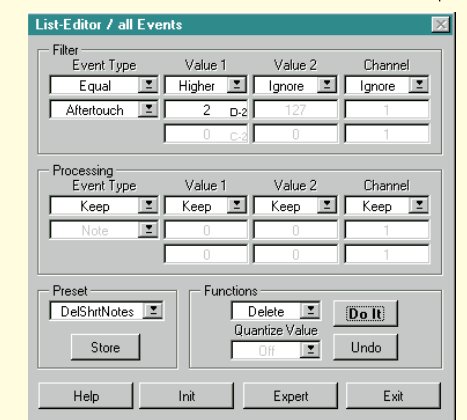 List-Editor / all Events
Filter
Event Type Value 1 Value 2 Channel
Equal Higher Ignore Ignore
Aftertouch 2 D-2 127 1
0 C-2 0 1
Processing
Event Type Value 1 Value 2 Channel
Keep Keep Keep Keep
Note 0 0 1
0 0 1
Preset Functions
DelShrtNotes Delete Do It
Quantize Value
Store Off Undo
Help Init Expert Exit